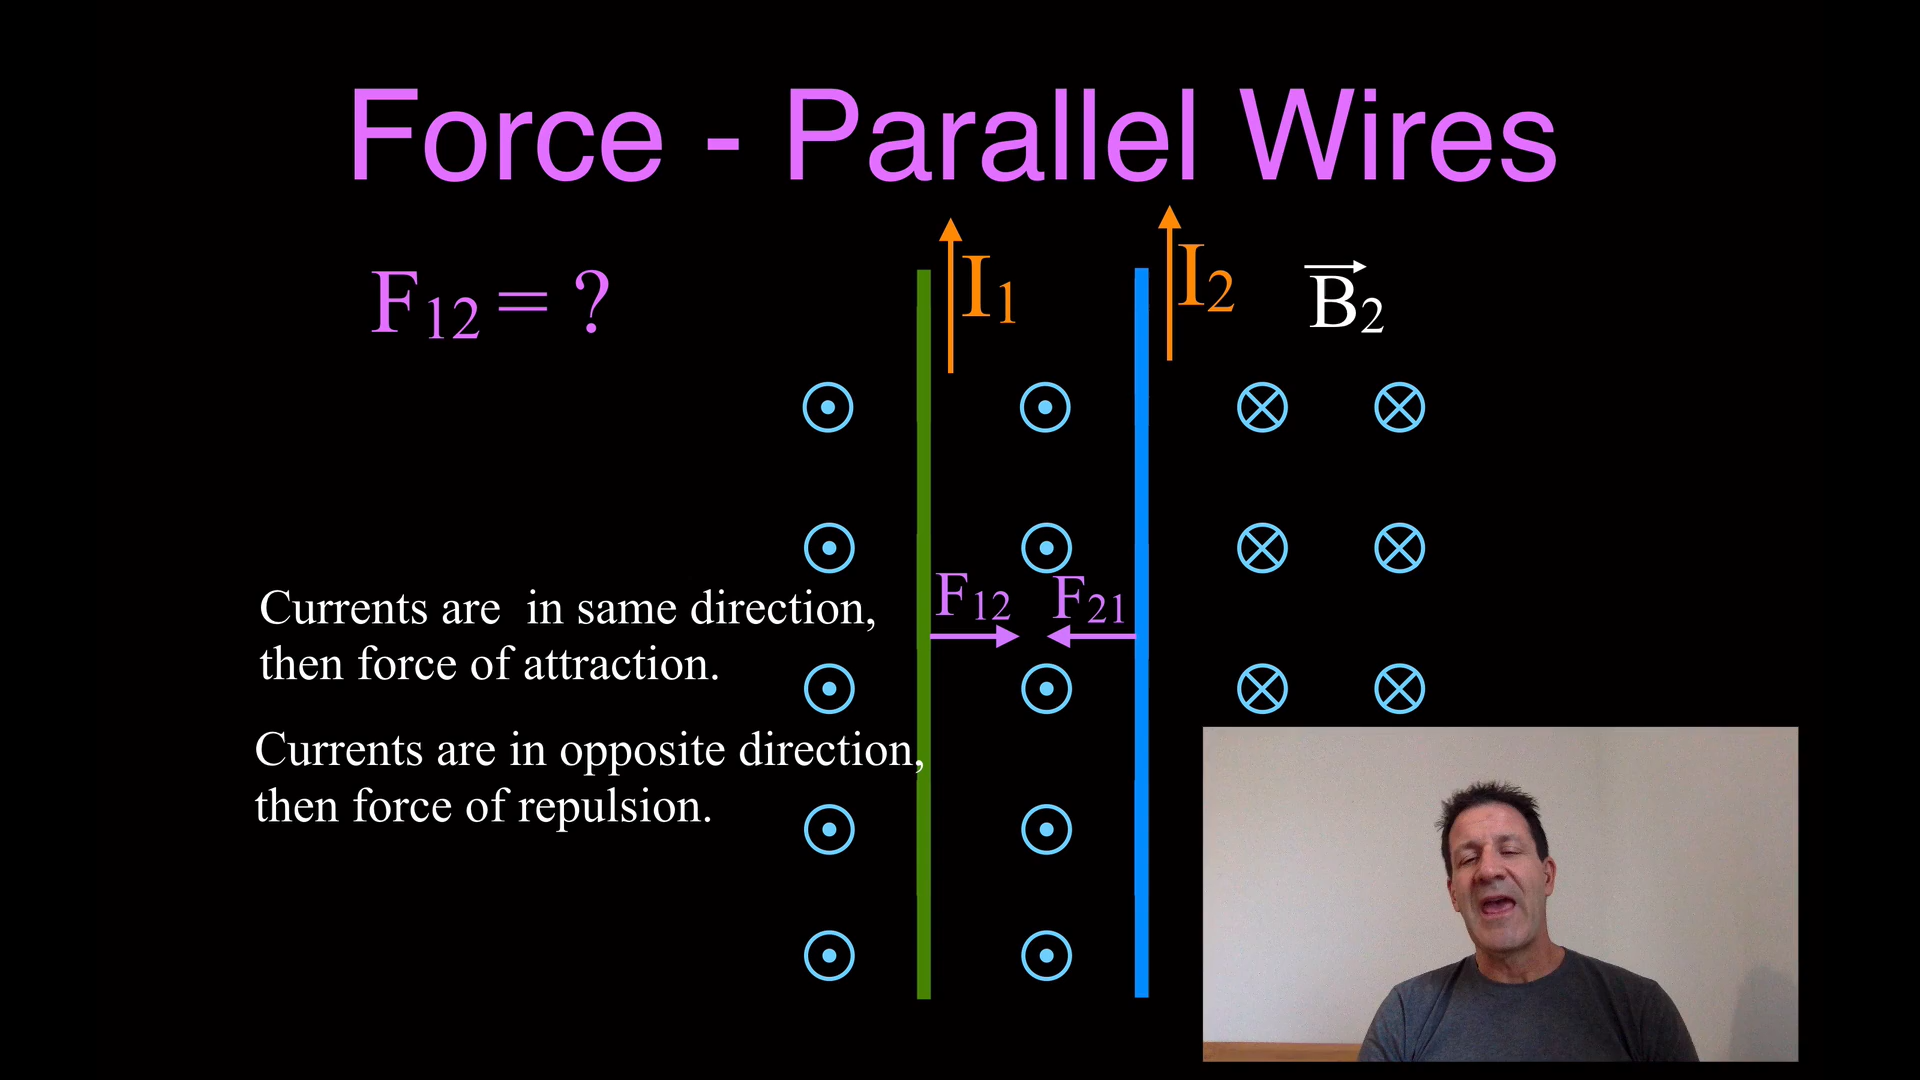 Force - Parallel Wires
F12 = ?
I1
I2
B2
F12
F21
Currents are  in same direction,
then force of attraction.
Currents are in opposite direction,
then force of repulsion.